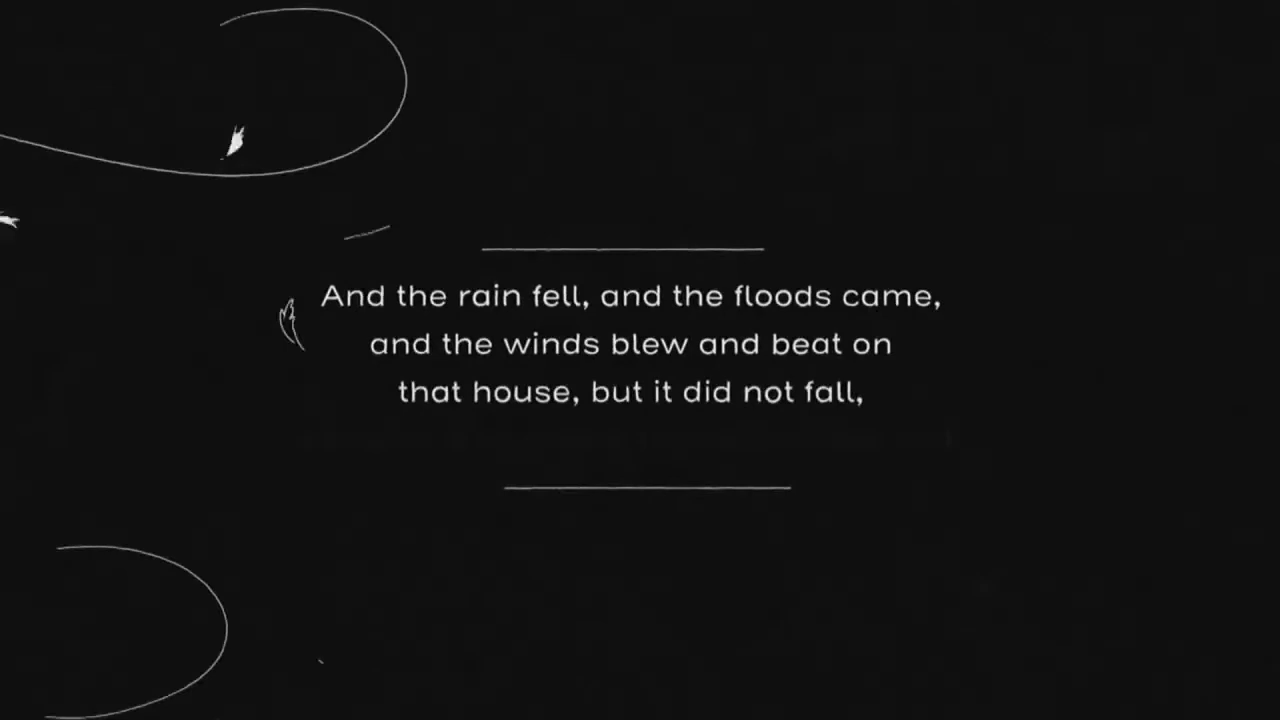 And the rain fell, and the floods came,
and the winds blew and beat on
that house, but it did not fall,